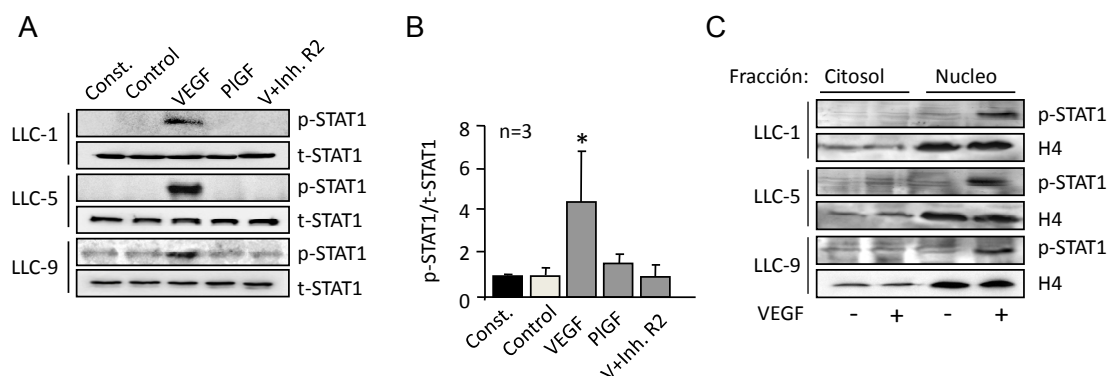 A
Const.
Control
VEGF
PlGF
V+Inh. R2
LLC-1
p-STAT1
t-STAT1
LLC-5
p-STAT1
t-STAT1
LLC-9
p-STAT1
t-STAT1
B
p-STAT1/t-STAT1
8
6
4
2
0
n=3
*
Const.
Control
VEGF
PlGF
V+Inh. R2
C
Fracción: Citosol Nucleo
LLC-1
p-STAT1
H4
LLC-5
p-STAT1
H4
LLC-9
p-STAT1
H4
VEGF - + - +